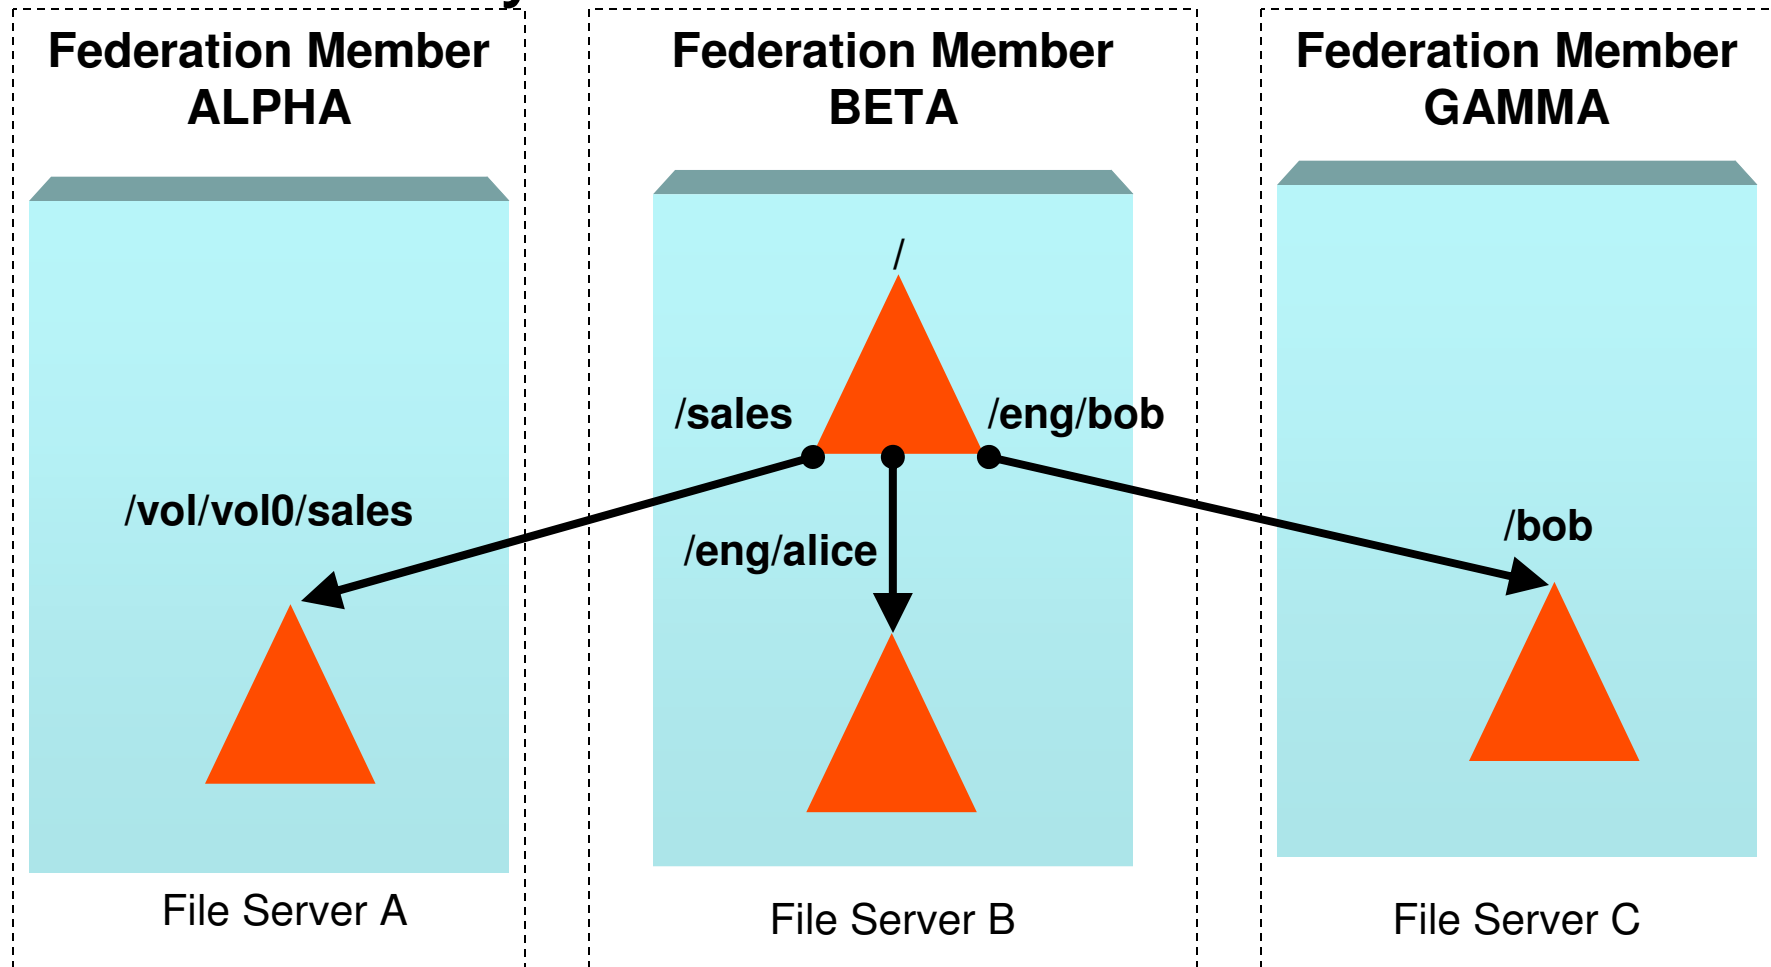 Federation Member
ALPHA
Federation Member
BETA
Federation Member
GAMMA
/
/sales
/eng/bob
/vol/vol0/sales
/eng/alice
/bob
File Server A
File Server B
File Server C